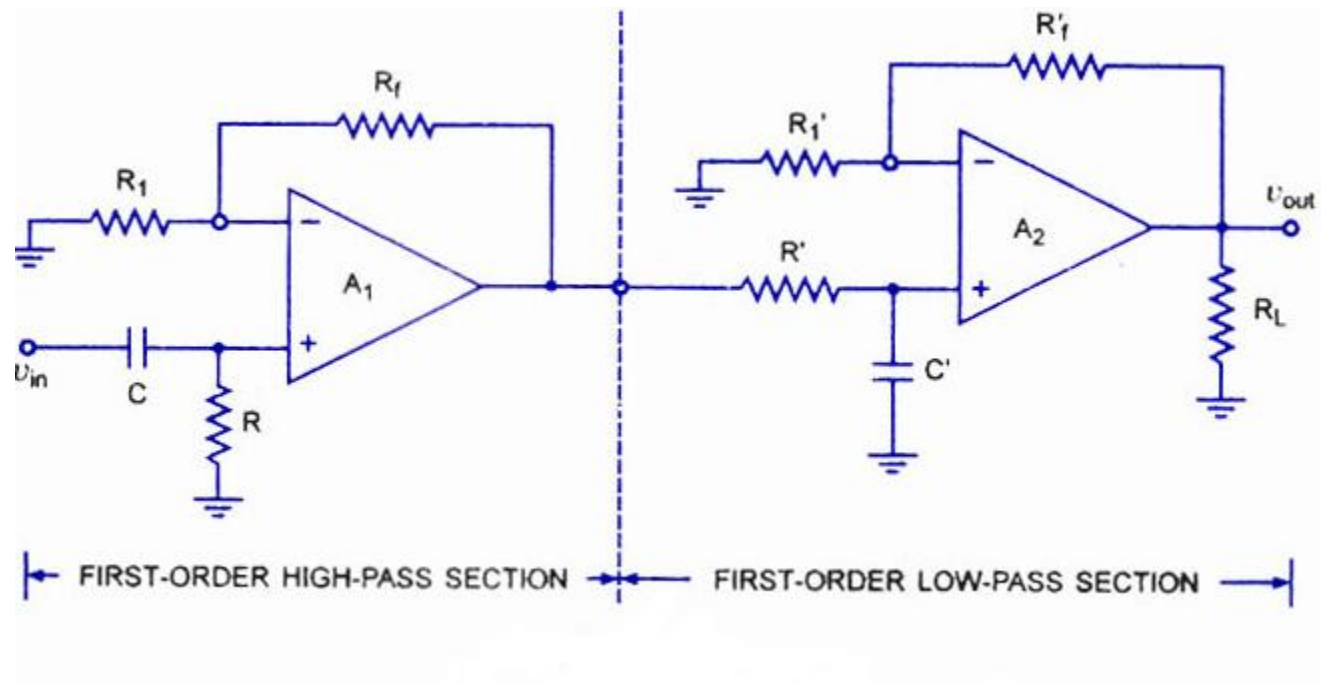 R'f
Rf
R1'
R1
A2
vout
R'
A1
RL
vin
C
C'
R
FIRST-ORDER HIGH-PASS SECTION
FIRST-ORDER LOW-PASS SECTION